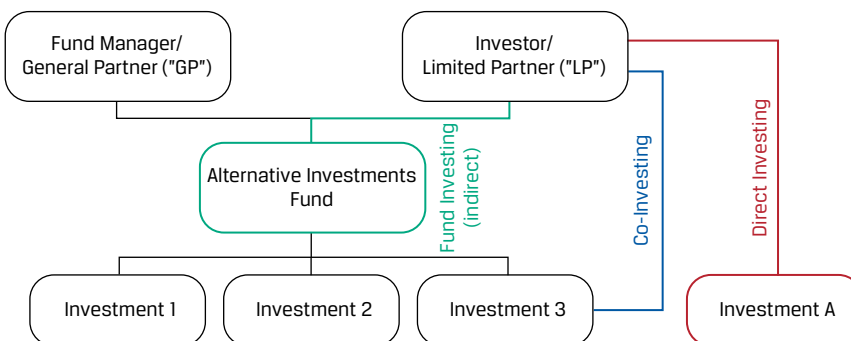 Fund Manager/
General Partner ("GP")
Investor/
Limited Partner ("LP")
Alternative Investments
Fund
Fund Investing
(indirect)
Co-Investing
Direct Investing
Investment 1
Investment 2
Investment 3
Investment A